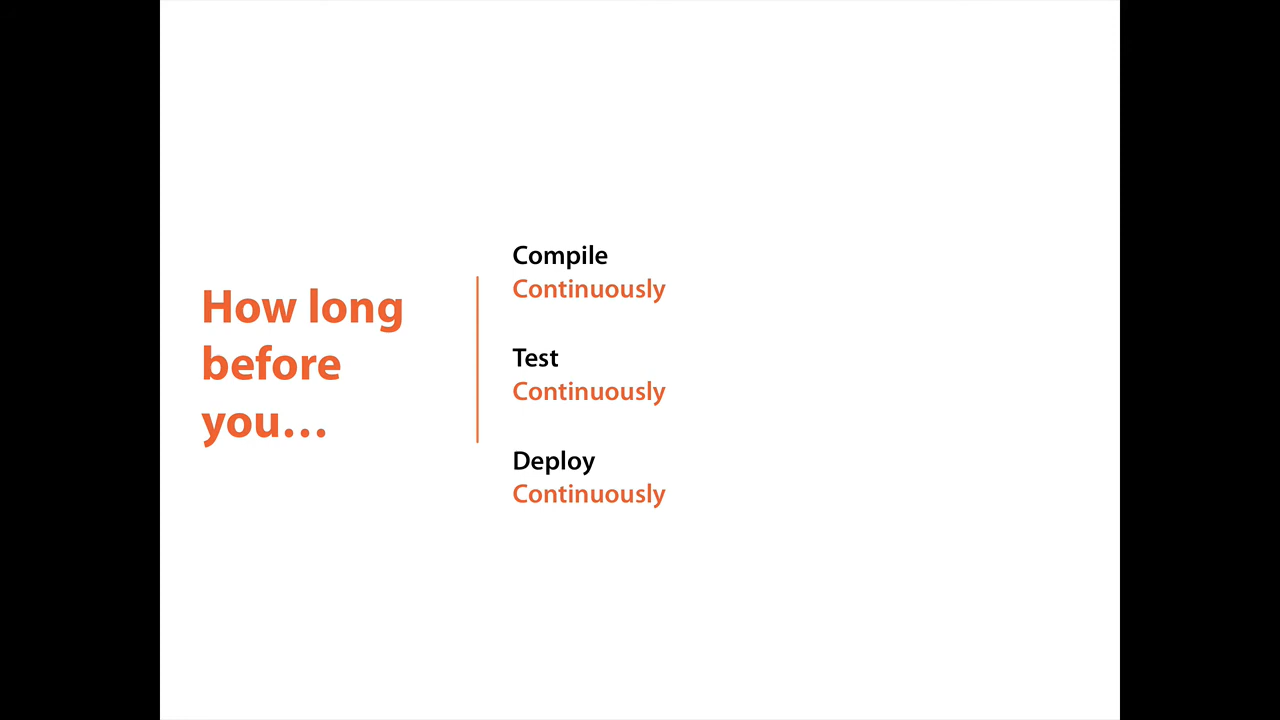 How long
before
you…
Compile
Continuously
Test
Continuously
Deploy
Continuously